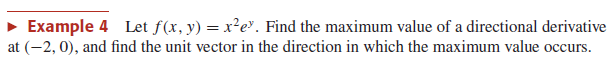 ► Example 4 Let f(x, y) = x²eʸ. Find the maximum value of a directional derivative
at (−2, 0), and find the unit vector in the direction in which the maximum value occurs.